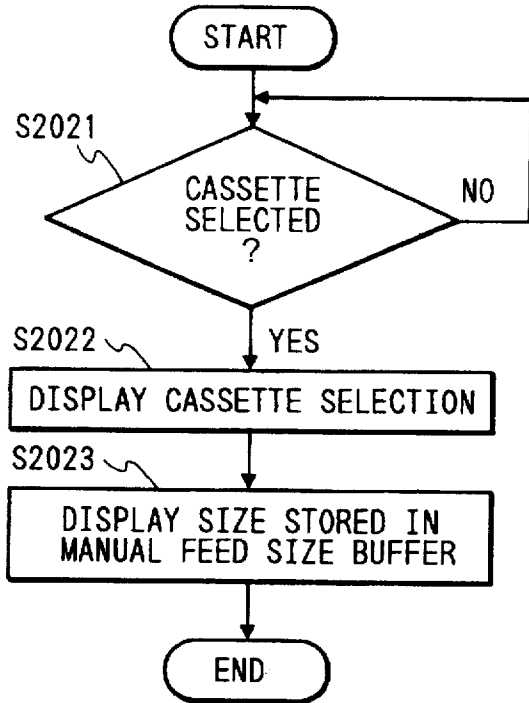 START
S2021
CASSETTE
SELECTED
?
NO
YES
S2022
DISPLAY CASSETTE SELECTION
S2023
DISPLAY SIZE STORED IN
MANUAL FEED SIZE BUFFER
END